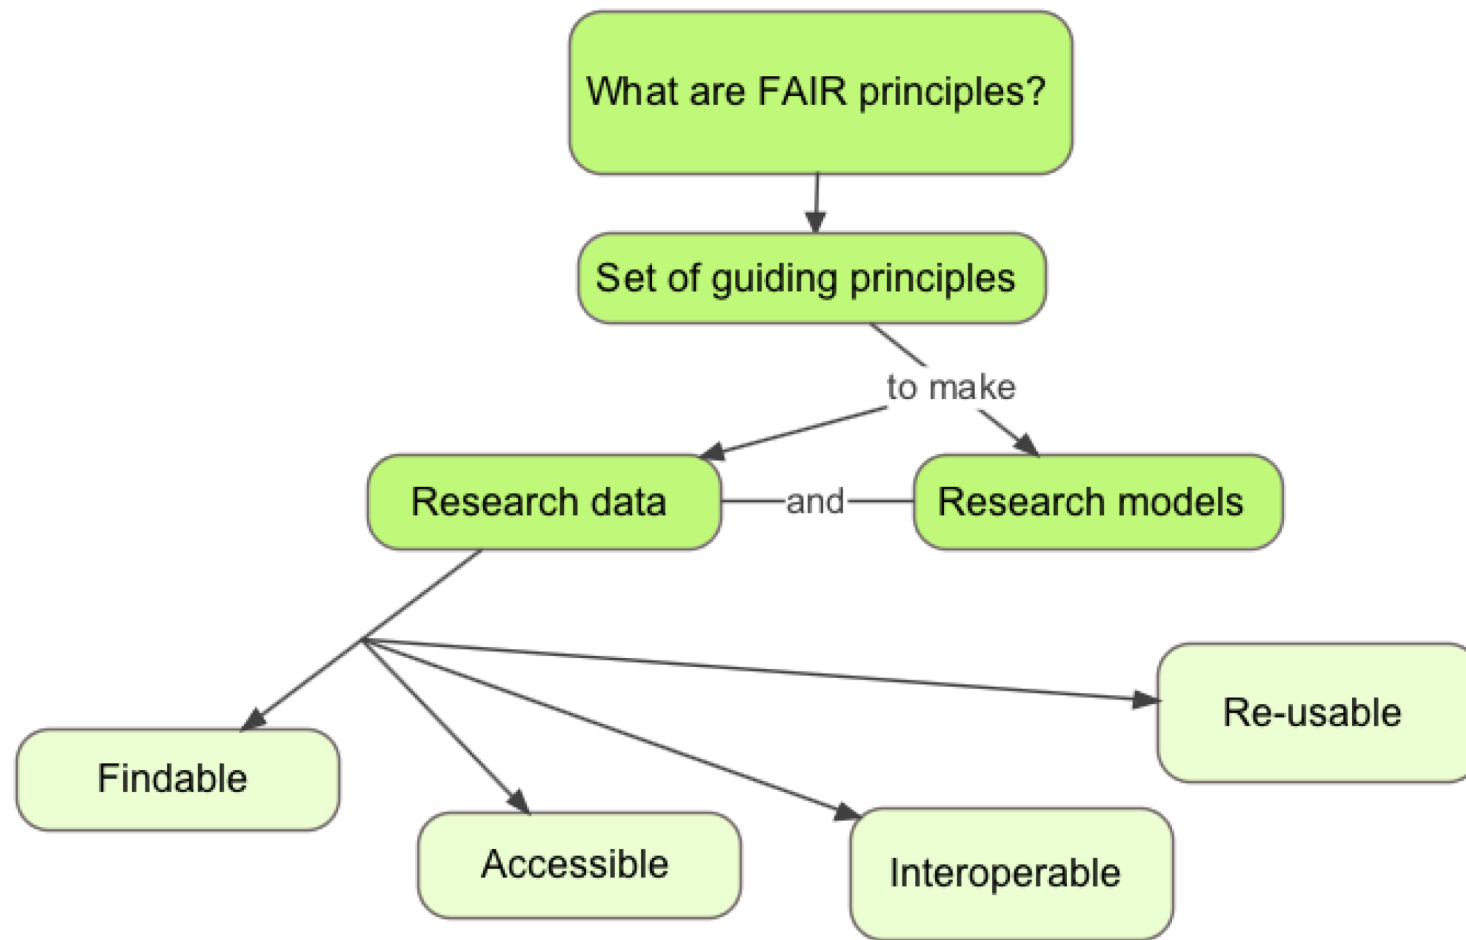 What are FAIR principles?
Set of guiding principles
to make
Research data
and
Research models
Re-usable
Findable
Accessible
Interoperable